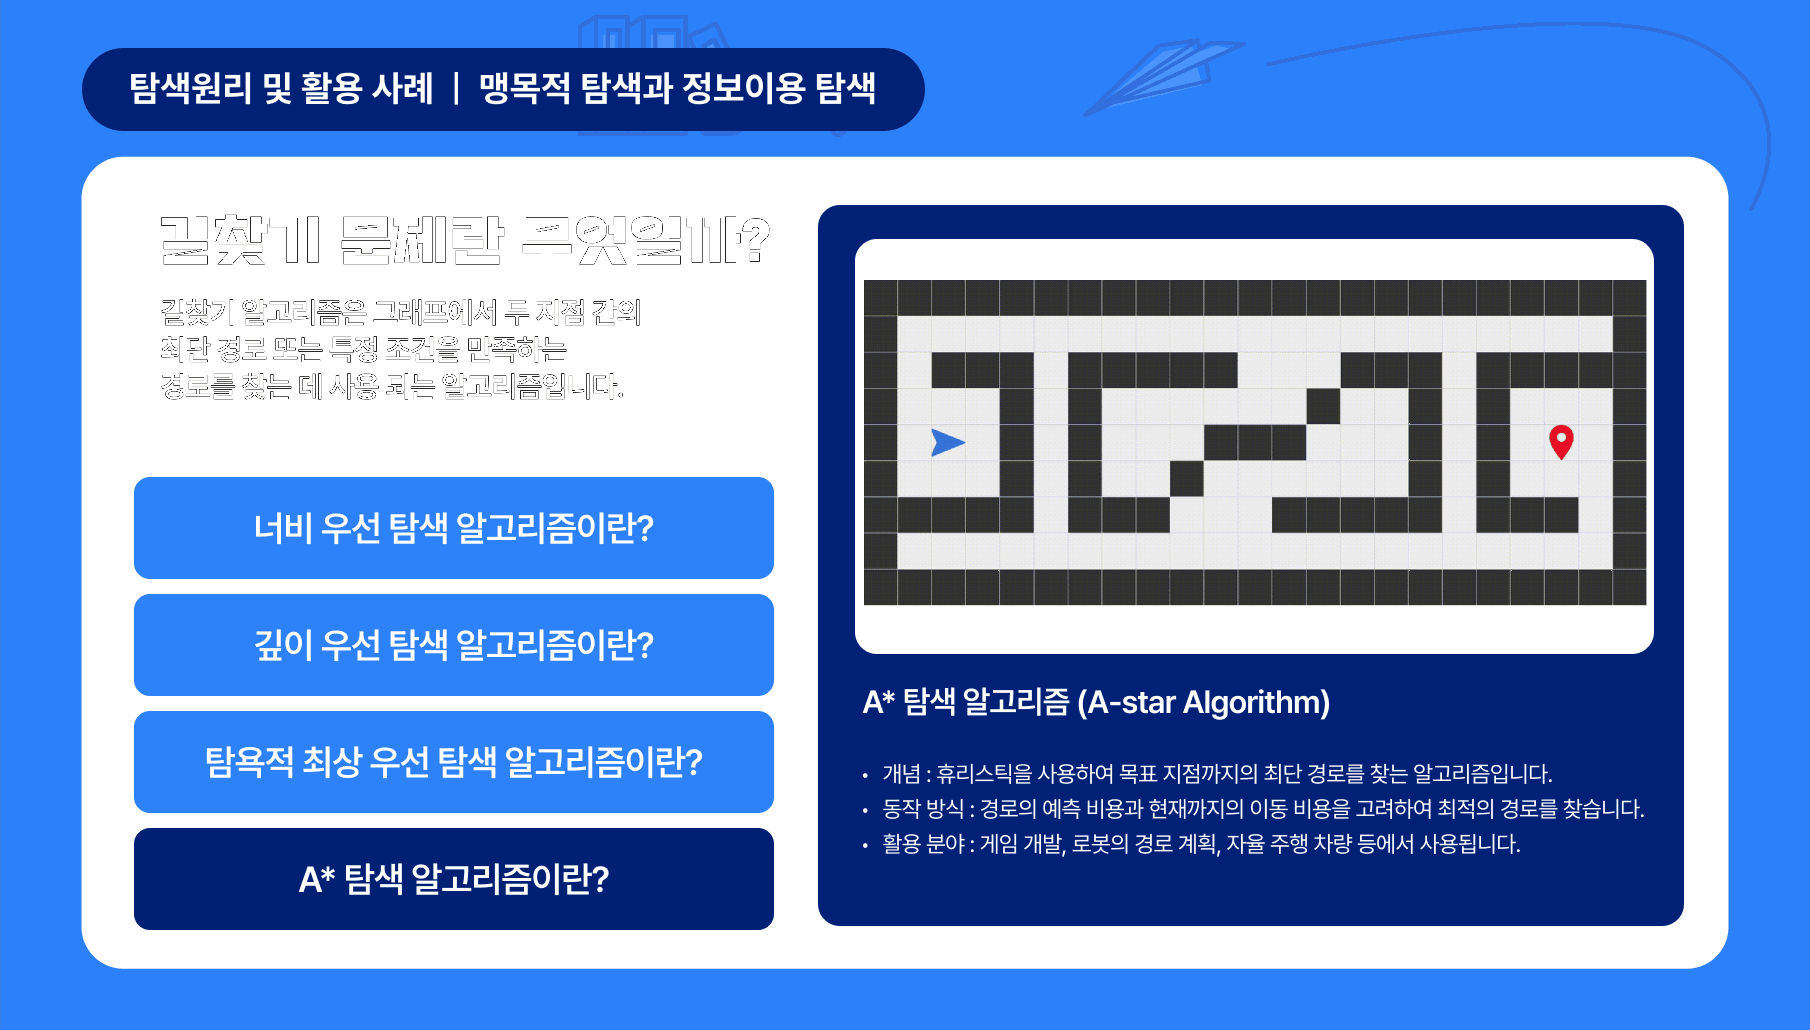 탐색원리 및 활용 사례 | 맹목적 탐색과 정보이용 탐색
길찾기 문제란 무엇일까?
길찾기 알고리즘은 그래프에서 두 지점 간의
최단 경로 또는 특정 조건을 만족하는
경로를 찾는 데 사용 되는 알고리즘입니다.
너비 우선 탐색 알고리즘이란?
깊이 우선 탐색 알고리즘이란?
탐욕적 최상 우선 탐색 알고리즘이란?
A* 탐색 알고리즘이란?
A* 탐색 알고리즘 (A-star Algorithm)
• 개념 : 휴리스틱을 사용하여 목표 지점까지의 최단 경로를 찾는 알고리즘입니다.
• 동작 방식 : 경로의 예측 비용과 현재까지의 이동 비용을 고려하여 최적의 경로를 찾습니다.
• 활용 분야 : 게임 개발, 로봇의 경로 계획, 자율 주행 차량 등에서 사용됩니다.